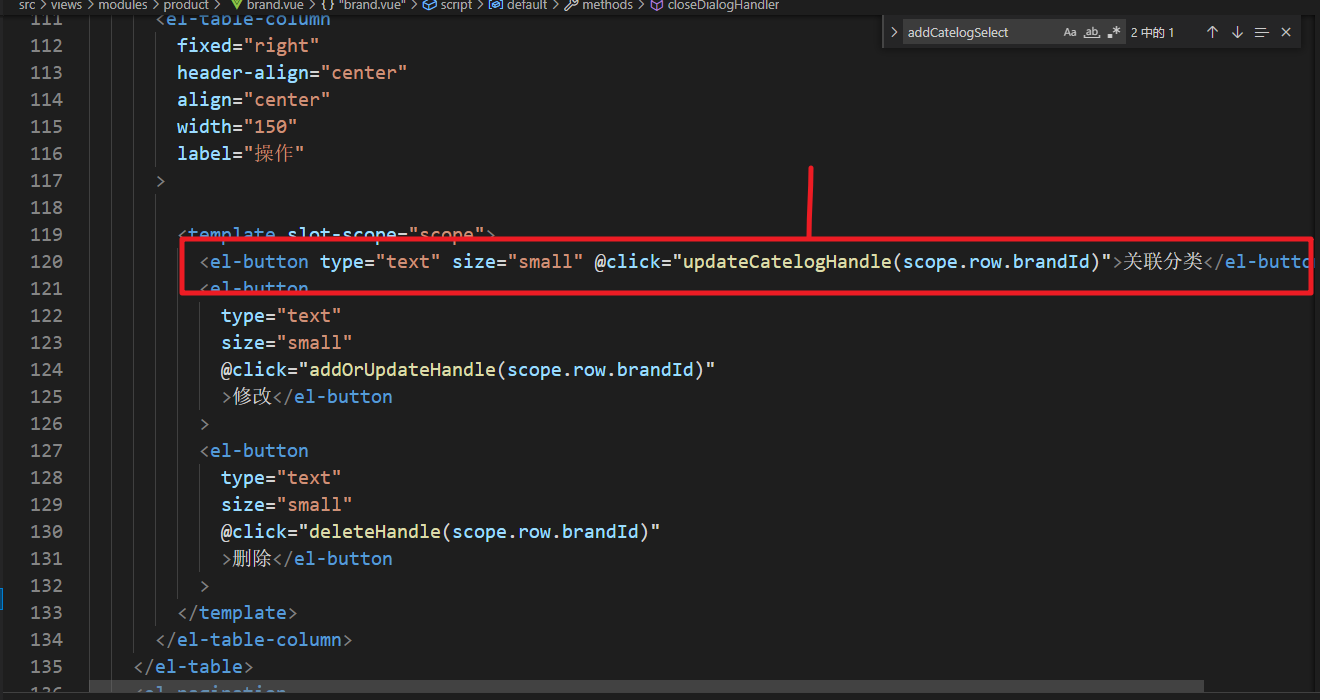 src > views > modules > product > brand.vue > {} "brand.vue" > script > default > methods > closeDialogHandler
addCatelogSelect Aa ab 2 中的 1
111 <el-table-column
112 fixed="right"
113 header-align="center"
114 align="center"
115 width="150"
116 label="操作"
117 >
118
119 <template slot-scope="scope">
120 <el-button type="text" size="small" @click="updateCatelogHandle(scope.row.brandId)">关联分类</el-butto
121 <el-button
122 type="text"
123 size="small"
124 @click="addOrUpdateHandle(scope.row.brandId)"
125 >修改</el-button
126 >
127 <el-button
128 type="text"
129 size="small"
130 @click="deleteHandle(scope.row.brandId)"
131 >删除</el-button
132 >
133 </template>
134 </el-table-column>
135 </el-table>
136 <el-pagination